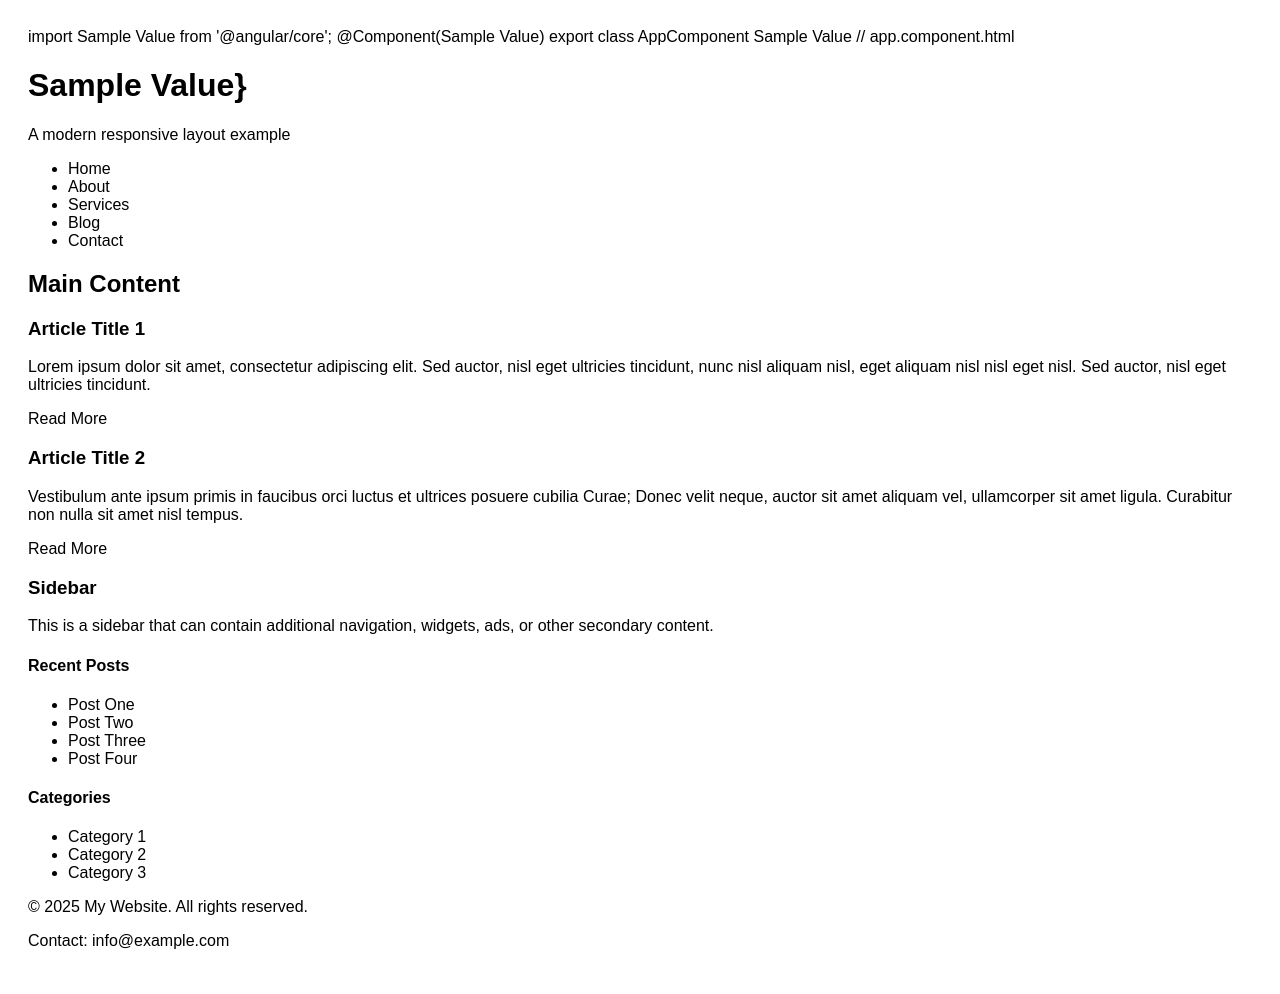 import Sample Value from '@angular/core'; @Component(Sample Value) export class AppComponent Sample Value // app.component.html
Sample Value}
A modern responsive layout example
Home
About
Services
Blog
Contact
Main Content
Article Title 1
Lorem ipsum dolor sit amet, consectetur adipiscing elit. Sed auctor, nisl eget ultricies tincidunt, nunc nisl aliquam nisl, eget aliquam nisl nisl eget nisl. Sed auctor, nisl eget
ultricies tincidunt.
Read More
Article Title 2
Vestibulum ante ipsum primis in faucibus orci luctus et ultrices posuere cubilia Curae; Donec velit neque, auctor sit amet aliquam vel, ullamcorper sit amet ligula. Curabitur
non nulla sit amet nisl tempus.
Read More
Sidebar
This is a sidebar that can contain additional navigation, widgets, ads, or other secondary content.
Recent Posts
Post One
Post Two
Post Three
Post Four
Categories
Category 1
Category 2
Category 3
© 2025 My Website. All rights reserved.
Contact: info@example.com